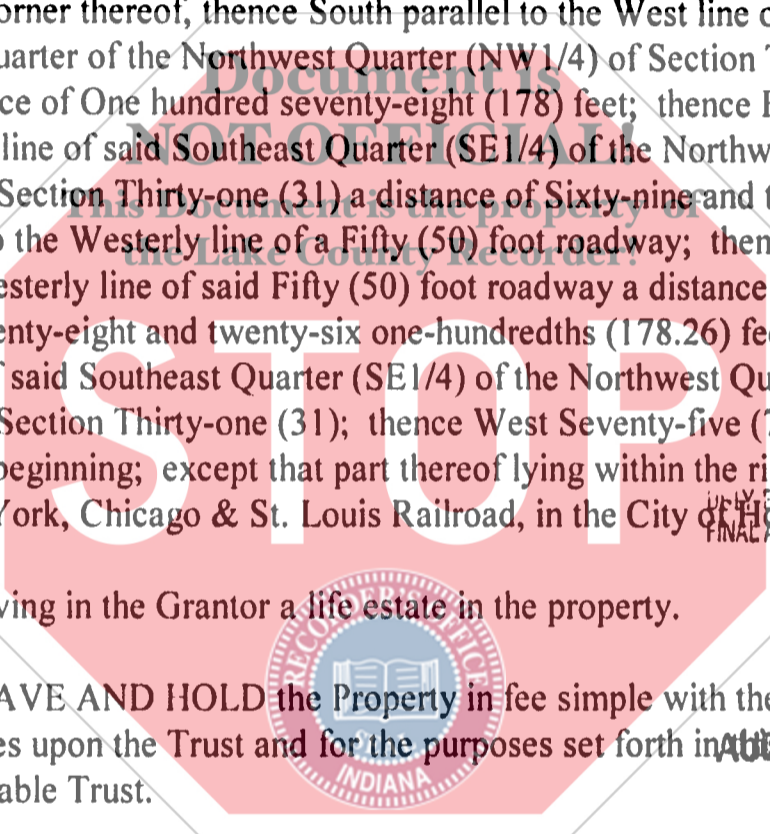 orner thereof, thence South parallel to the West line o
uarter of the Northwest Quarter (NW1/4) of Section
Document is
ce of One hundred seventy-eight (178) feet; thence
NOT OFFICIAL!
line of said Southeast Quarter (SE1/4) of the Northw
Section Thirty-one (31) a distance of Sixty-nine and
This Document is the property of
the Westerly line of a Fifty (50) foot roadway; then
the Lake County Recorder!
esterly line of said Fifty (50) foot roadway a distance
enty-eight and twenty-six one-hundredths (178.26) fe
said Southeast Quarter (SE1/4) of the Northwest Qu
STOP
Section Thirty-one (31); thence West Seventy-five (
beginning; except that part thereof lying within the ri
York, Chicago & St. Louis Railroad, in the City of H
FINAL
ving in the Grantor a life estate in the property.
RECORDER'S OFFICE
AVE AND HOLD the Property in fee simple with the
SEAL
es upon the Trust and for the purposes set forth in
INDIANA
able Trust.